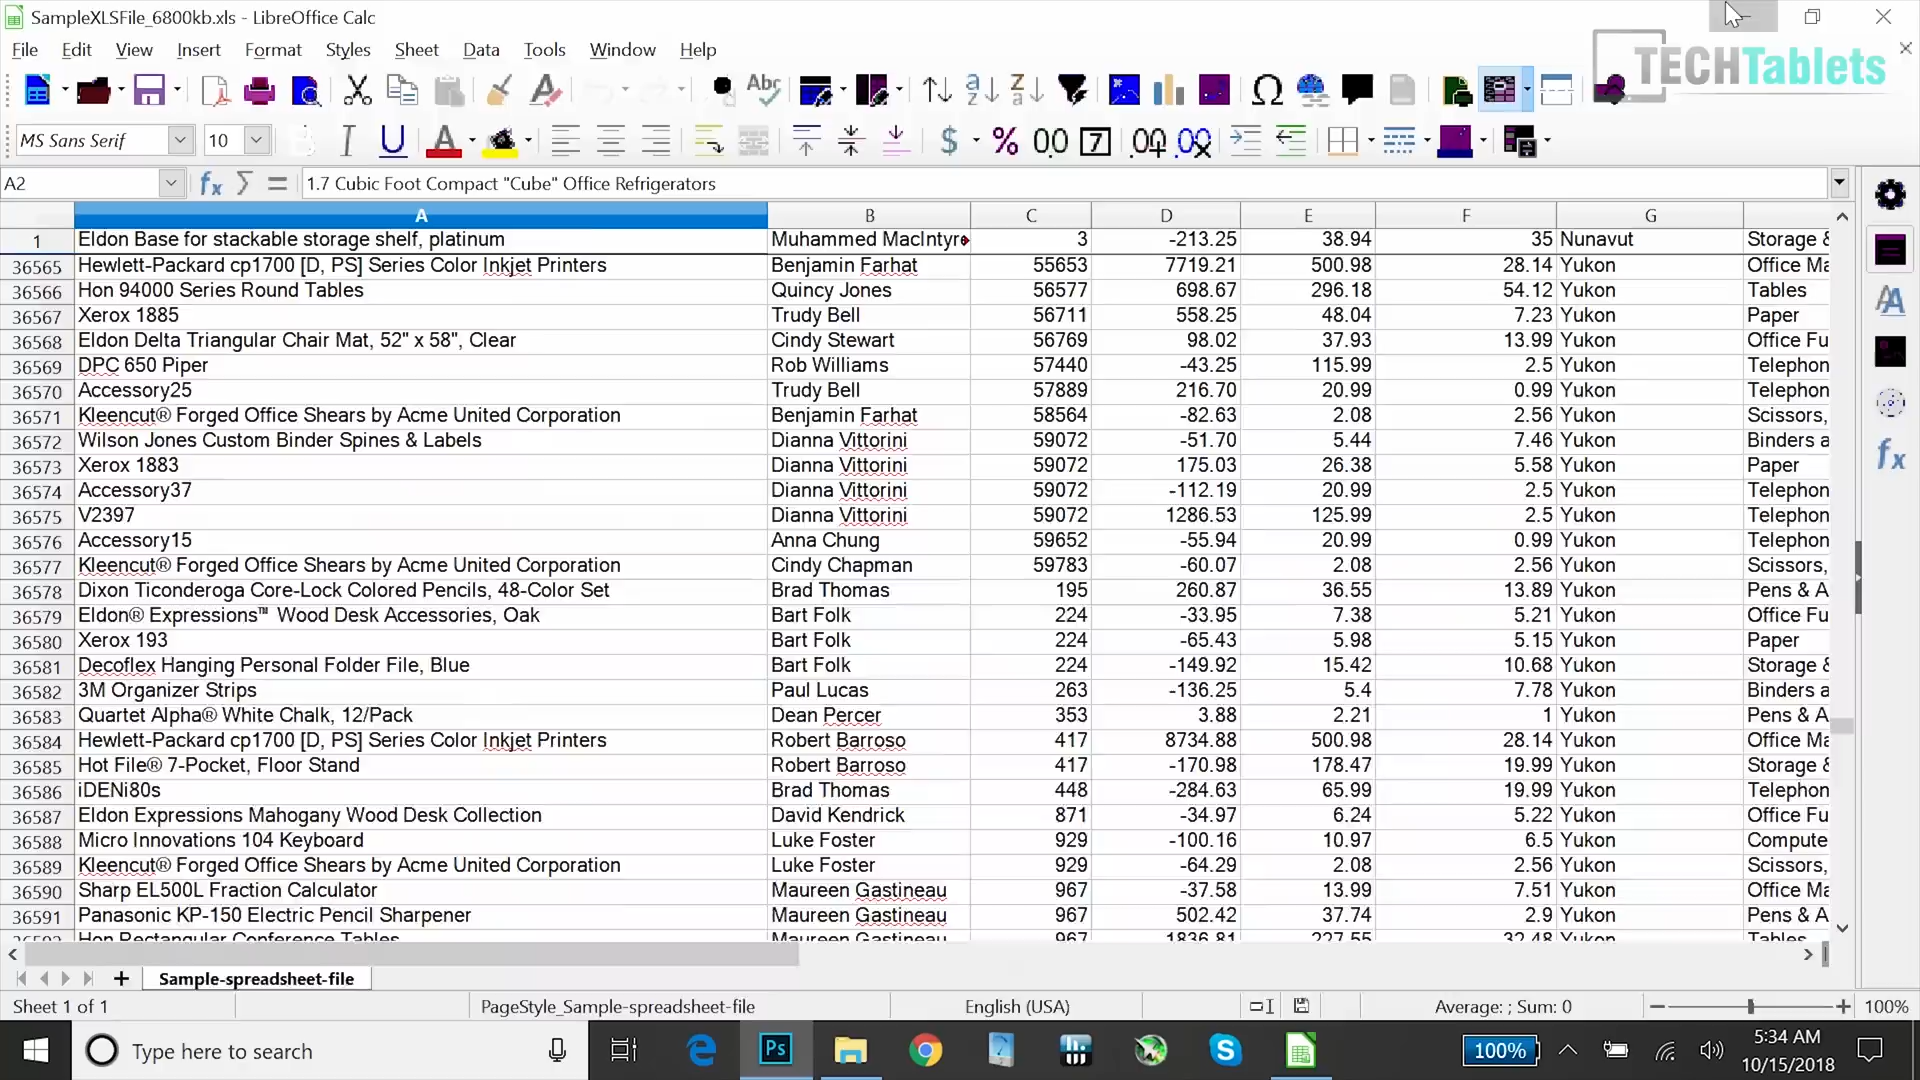 SampleXLSFile_6800kb.xls - LibreOffice Calc
File Edit View Insert Format Styles Sheet Data Tools Window Help
TECHTablets
MS Sans Serif 10
A2 1.7 Cubic Foot Compact "Cube" Office Refrigerators
A B C D E F G
1 Eldon Base for stackable storage shelf, platinum Muhammed MacIntyre 3 -213.25 38.94 35 Nunavut Storage &
36565 Hewlett-Packard cp1700 [D, PS] Series Color Inkjet Printers Benjamin Farhat 55653 7719.21 500.98 28.14 Yukon Office Ma
36566 Hon 94000 Series Round Tables Quincy Jones 56577 698.67 296.18 54.12 Yukon Tables
36567 Xerox 1885 Trudy Bell 56711 558.25 48.04 7.23 Yukon Paper
36568 Eldon Delta Triangular Chair Mat, 52" x 58", Clear Cindy Stewart 56769 98.02 37.93 13.99 Yukon Office Fu
36569 DPC 650 Piper Rob Williams 57440 -43.25 115.99 2.5 Yukon Telephon
36570 Accessory25 Trudy Bell 57889 216.70 20.99 0.99 Yukon Telephon
36571 Kleencut® Forged Office Shears by Acme United Corporation Benjamin Farhat 58564 -82.63 2.08 2.56 Yukon Scissors,
36572 Wilson Jones Custom Binder Spines & Labels Dianna Vittorini 59072 -51.70 5.44 7.46 Yukon Binders a
36573 Xerox 1883 Dianna Vittorini 59072 175.03 26.38 5.58 Yukon Paper
36574 Accessory37 Dianna Vittorini 59072 -112.19 20.99 2.5 Yukon Telephon
36575 V2397 Dianna Vittorini 59072 1286.53 125.99 2.5 Yukon Telephon
36576 Accessory15 Anna Chung 59652 -55.94 20.99 0.99 Yukon Telephon
36577 Kleencut® Forged Office Shears by Acme United Corporation Cindy Chapman 59783 -60.07 2.08 2.56 Yukon Scissors,
36578 Dixon Ticonderoga Core-Lock Colored Pencils, 48-Color Set Brad Thomas 195 260.87 36.55 13.89 Yukon Pens & A
36579 Eldon® Expressions™ Wood Desk Accessories, Oak Bart Folk 224 -33.95 7.38 5.21 Yukon Office Fu
36580 Xerox 193 Bart Folk 224 -65.43 5.98 5.15 Yukon Paper
36581 Decoflex Hanging Personal Folder File, Blue Bart Folk 224 -149.92 15.42 10.68 Yukon Storage &
36582 3M Organizer Strips Paul Lucas 263 -136.25 5.4 7.78 Yukon Binders a
36583 Quartet Alpha® White Chalk, 12/Pack Dean Percer 353 3.88 2.21 1 Yukon Pens & A
36584 Hewlett-Packard cp1700 [D, PS] Series Color Inkjet Printers Robert Barroso 417 8734.88 500.98 28.14 Yukon Office Ma
36585 Hot File® 7-Pocket, Floor Stand Robert Barroso 417 -170.98 178.47 19.99 Yukon Storage &
36586 iDENi80s Brad Thomas 448 -284.63 65.99 19.99 Yukon Telephon
36587 Eldon Expressions Mahogany Wood Desk Collection David Kendrick 871 -34.97 6.24 5.22 Yukon Office Fu
36588 Micro Innovations 104 Keyboard Luke Foster 929 -100.16 10.97 6.5 Yukon Compute
36589 Kleencut® Forged Office Shears by Acme United Corporation Luke Foster 929 -64.29 2.08 2.56 Yukon Scissors,
36590 Sharp EL500L Fraction Calculator Maureen Gastineau 967 -37.58 13.99 7.51 Yukon Office Ma
36591 Panasonic KP-150 Electric Pencil Sharpener Maureen Gastineau 967 502.42 37.74 2.9 Yukon Pens & A
36592 Hon Rectangular Conference Tables Maureen Gastineau 967 1836.81 227.55 32.48 Yukon Tables
Sample-spreadsheet-file
Sheet 1 of 1 PageStyle_Sample-spreadsheet-file English (USA) Average: ; Sum: 0 100%
Type here to search 100% 5:34 AM
10/15/2018